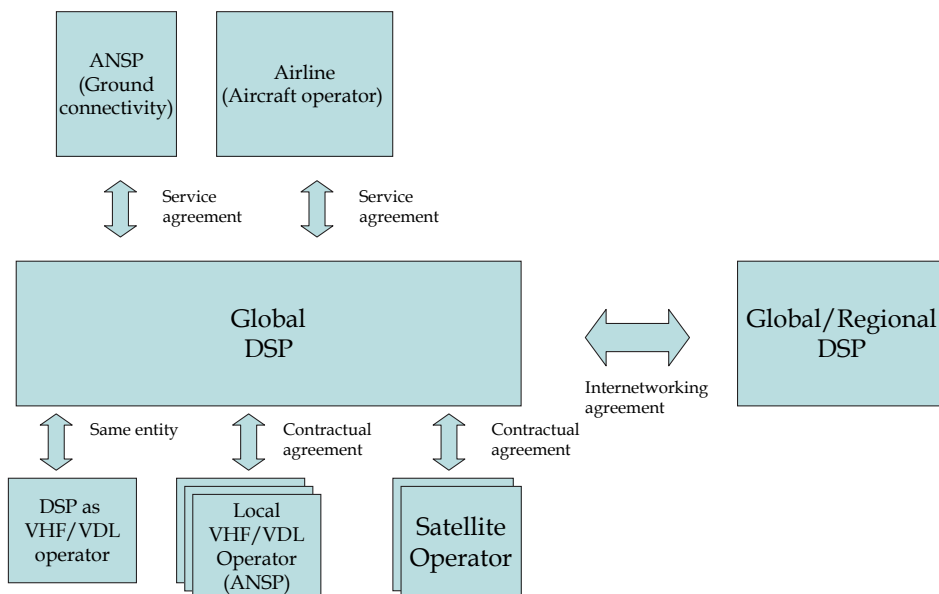 ANSP
(Ground
connectivity)
Airline
(Aircraft operator)
Service
agreement
Service
agreement
Global
DSP
Global/Regional
DSP
Internetworking
agreement
Same entity
Contractual
agreement
Contractual
agreement
DSP as
VHF/VDL
operator
Local
VHF/VDL
Operator
(ANSP)
Satellite
Operator